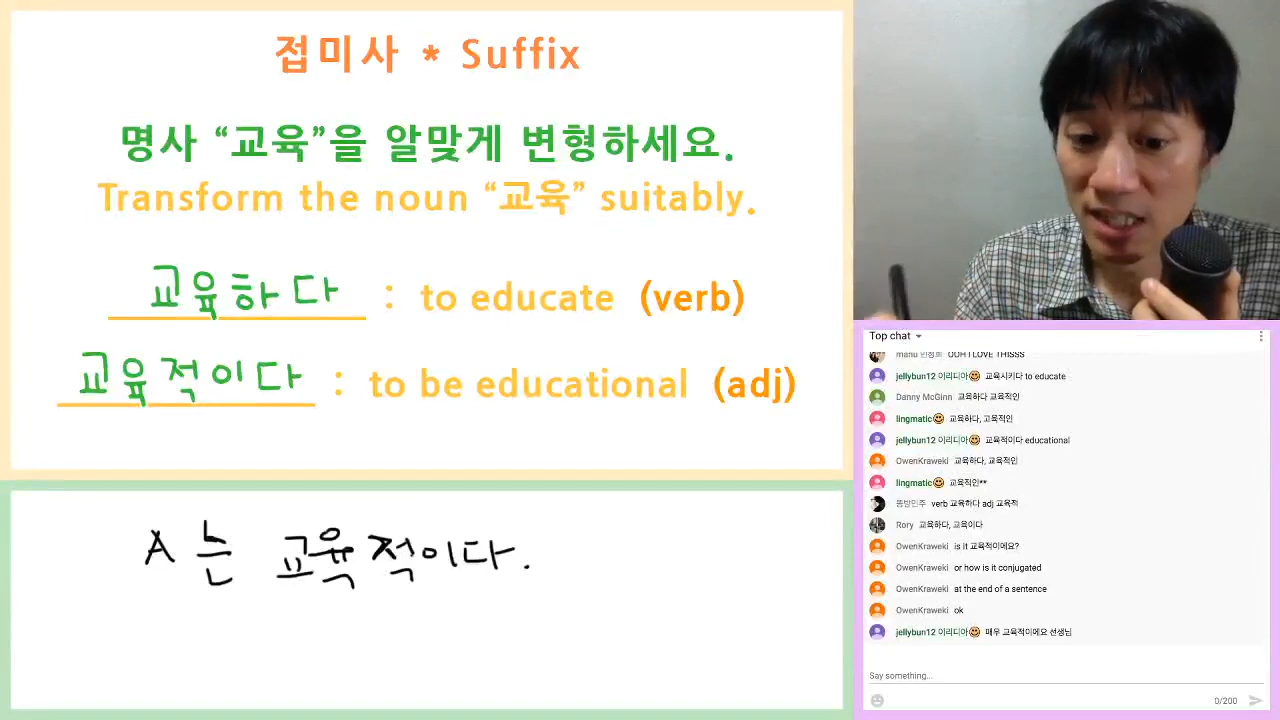 접미사 * Suffix
명사 “교육”을 알맞게 변형하세요.
Transform the noun “교육” suitably.
교육하다 : to educate (verb)
교육적이다 : to be educational (adj)
A는 교육적이다.
Top chat
manu 민정희 OOH I LOVE THISSS
jellybun12 이리디아 교육시키다 to educate
Danny McGinn 교육하다 교육적인
lingmatic 교육하다, 고육적인
jellybun12 이리디아 교육적이다 educational
OwenKraweki 교육하다, 교육적인
lingmatic 교육적인**
똥방민주 verb 교육하다 adj 교육적
Rory 교육하다, 교육이다
OwenKraweki is it 교육적이에요?
OwenKraweki or how is it conjugated
OwenKraweki at the end of a sentence
OwenKraweki ok
jellybun12 이리디아 매우 교육적이에요 선생님
Say something...
0/200